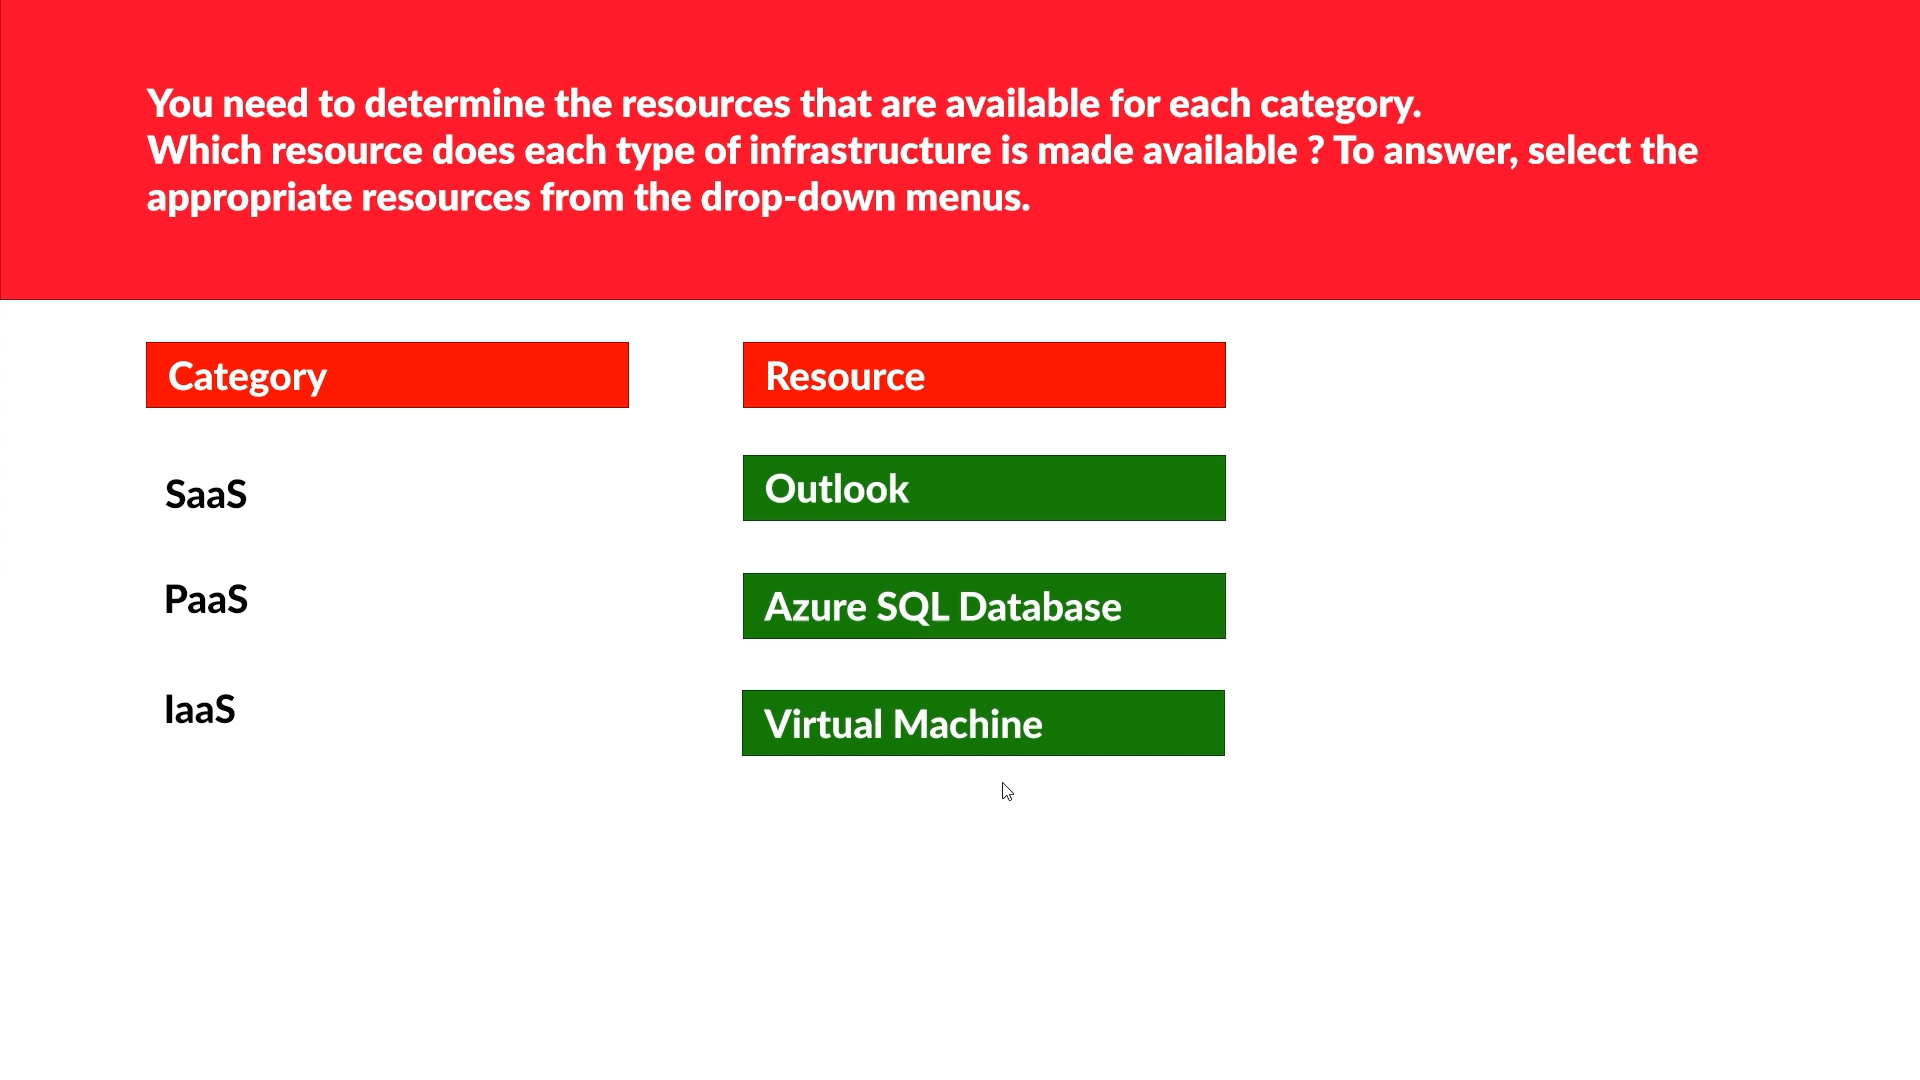 You need to determine the resources that are available for each category.
Which resource does each type of infrastructure is made available ? To answer, select the
appropriate resources from the drop-down menus.
Category
Resource
SaaS
Outlook
PaaS
Azure SQL Database
IaaS
Virtual Machine